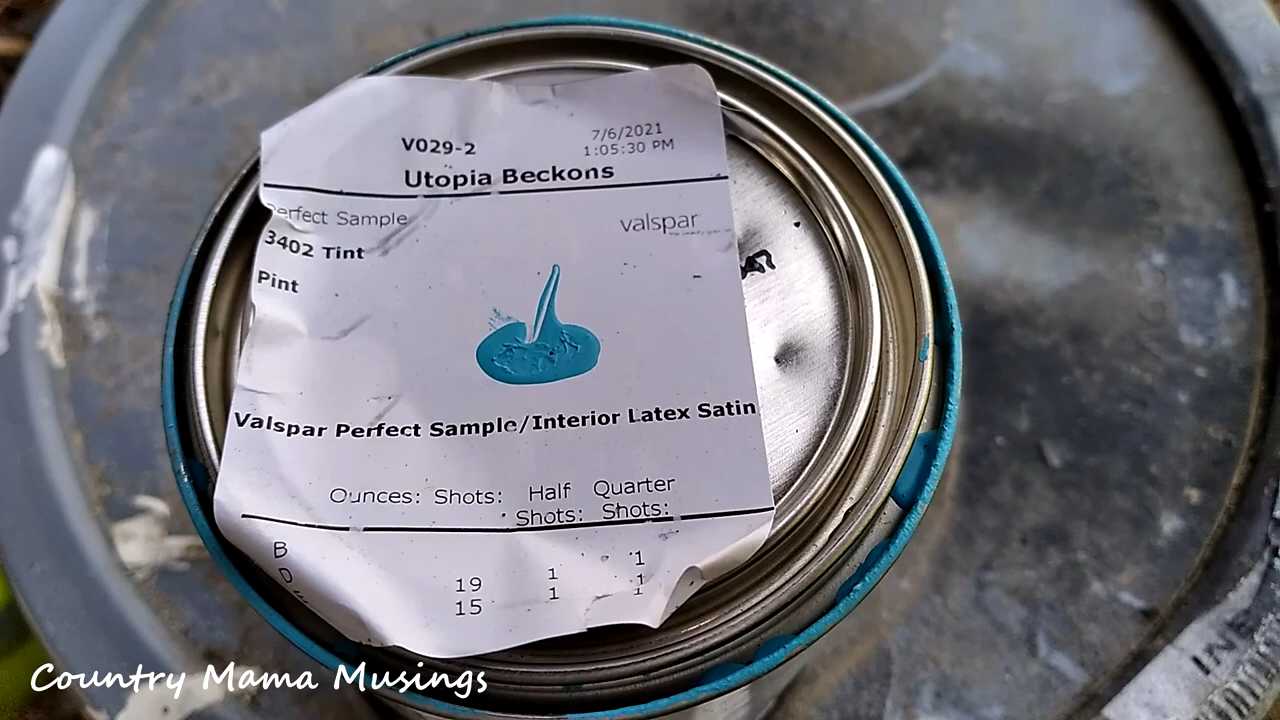 V029-2 7/6/2021
1:05:30 PM
Utopia Beckons
Perfect Sample valspar
3402 Tint
Pint
Valspar Perfect Sample/Interior Latex Satin
Ounces: Shots: Half Quarter
Shots: Shots:
B 1
D 19 1 1
15 1 1
Country Mama Musings